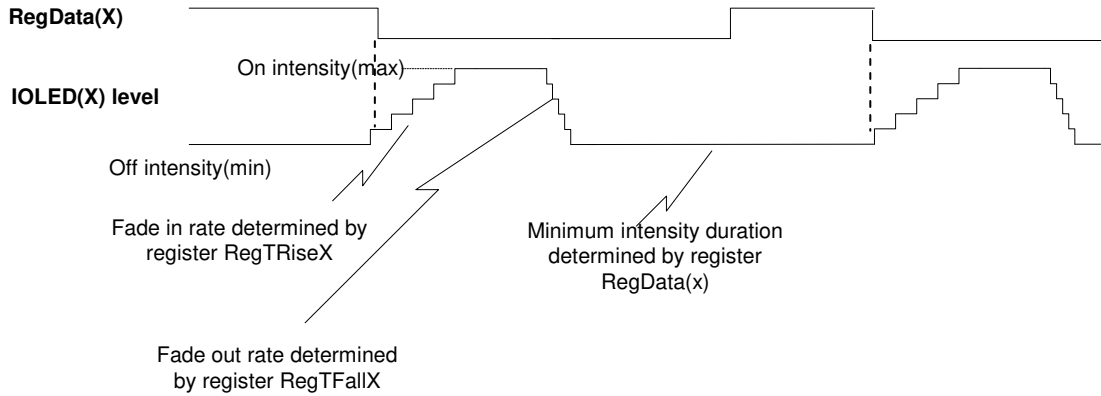 RegData(X)
On intensity(max)
IOLED(X) level
Off intensity(min)
Fade in rate determined by
register RegTRiseX
Minimum intensity duration
determined by register
RegData(x)
Fade out rate determined
by register RegTFallX